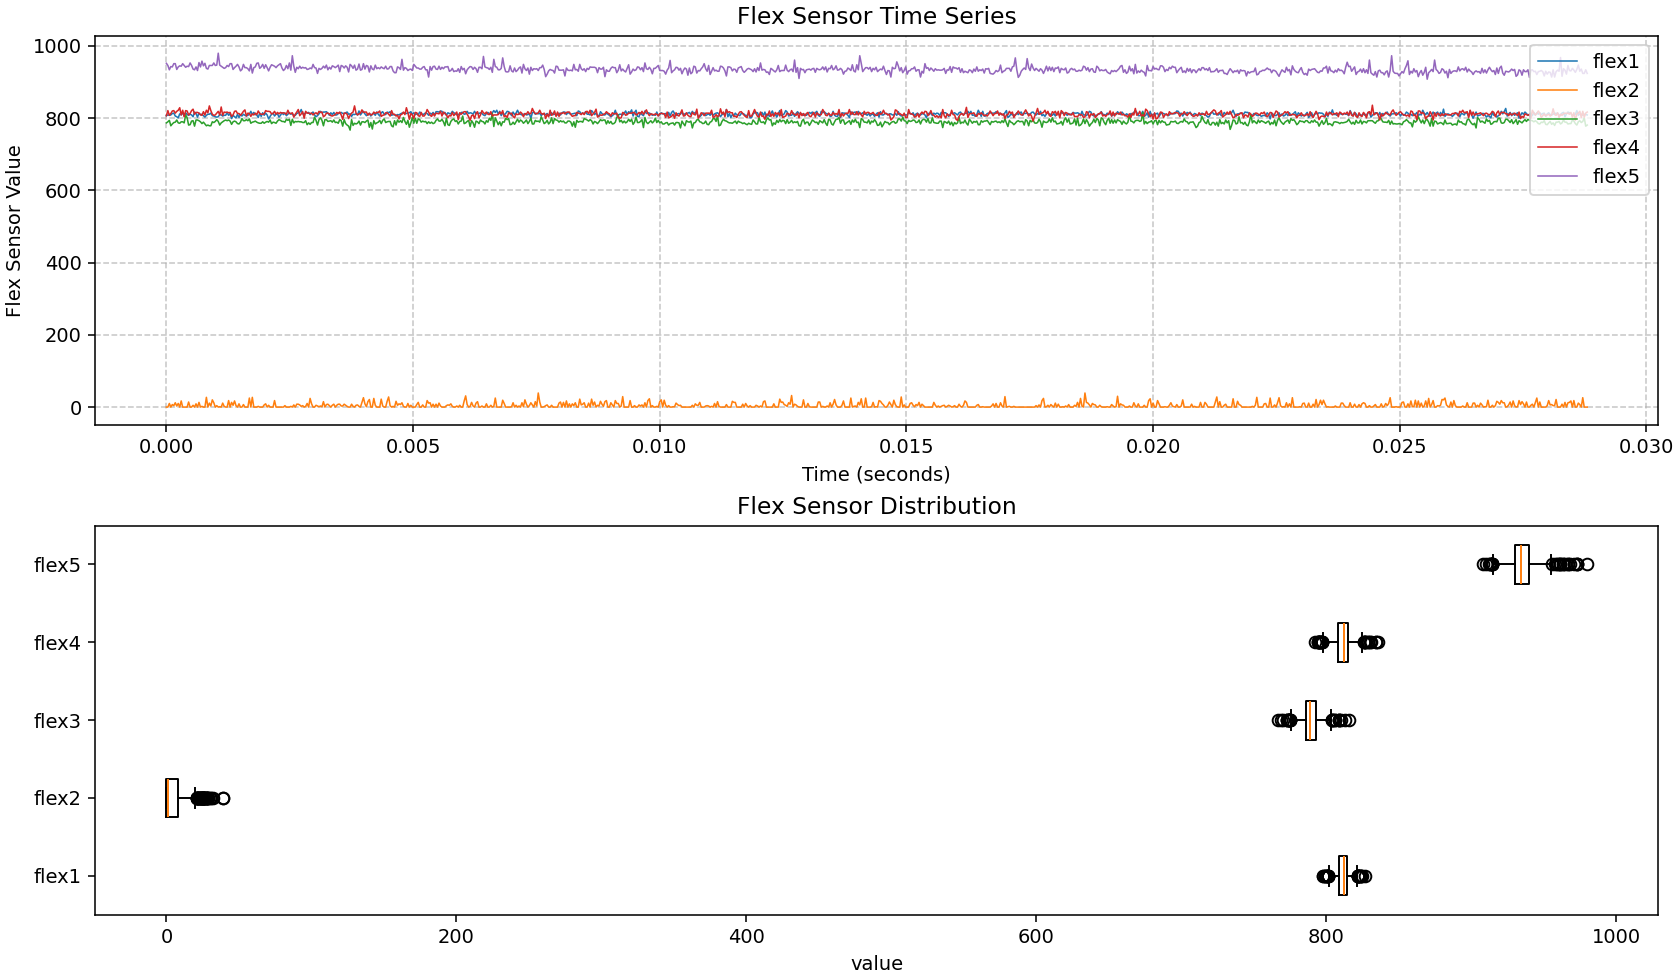 Flex Sensor Time Series
Flex Sensor Value
1000
800
600
400
200
0
flex1
flex2
flex3
flex4
flex5
0.000 0.005 0.010 0.015 0.020 0.025 0.030
Time (seconds)
Flex Sensor Distribution
flex5
flex4
flex3
flex2
flex1
0 200 400 600 800 1000
value